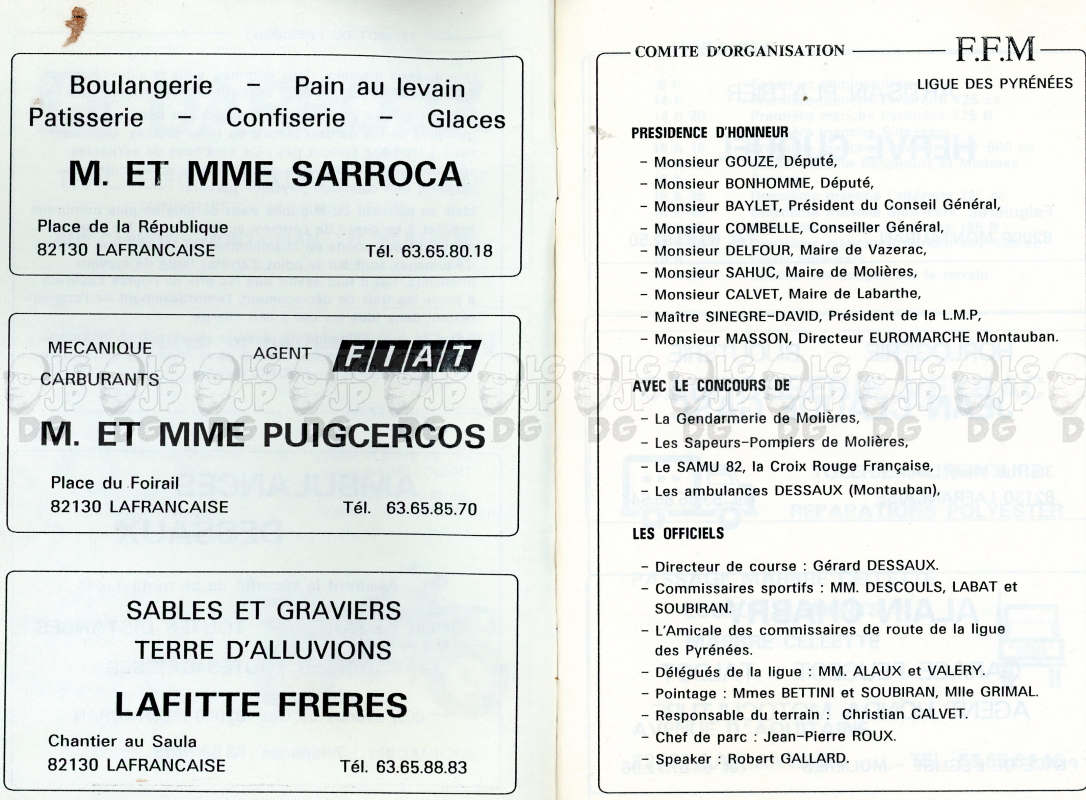 Boulangerie – Pain au levain
Patisserie – Confiserie – Glaces
M. ET MME SARROCA
Place de la République
82130 LAFRANCAISE Tél. 63.65.80.18
MECANIQUE AGENT FIAT
CARBURANTS
M. ET MME PUIGCERCOS
Place du Foirail
82130 LAFRANCAISE Tél. 63.65.85.70
SABLES ET GRAVIERS
TERRE D'ALLUVIONS
LAFITTE FRERES
Chantier au Saula
82130 LAFRANCAISE Tél. 63.65.88.83
COMITE D'ORGANISATION F.F.M
LIGUE DES PYRÉNÉES
PRESIDENCE D'HONNEUR
– Monsieur GOUZE, Député,
– Monsieur BONHOMME, Député,
– Monsieur BAYLET, Président du Conseil Général,
– Monsieur COMBELLE, Conseiller Général,
– Monsieur DELFOUR, Maire de Vazerac,
– Monsieur SAHUC, Maire de Molières,
– Monsieur CALVET, Maire de Labarthe,
– Maître SINEGRE-DAVID, Président de la L.M.P,
– Monsieur MASSON, Directeur EUROMARCHE Montauban.
AVEC LE CONCOURS DE
– La Gendarmerie de Molières,
– Les Sapeurs-Pompiers de Molières,
– Le SAMU 82, la Croix Rouge Française,
– Les ambulances DESSAUX (Montauban),
LES OFFICIELS
– Directeur de course : Gérard DESSAUX.
– Commissaires sportifs : MM. DESCOULS, LABAT et
SOUBIRAN.
– L'Amicale des commissaires de route de la ligue
des Pyrénées.
– Délégués de la ligue : MM. ALAUX et VALERY.
– Pointage : Mmes BETTINI et SOUBIRAN, Mlle GRIMAL.
– Responsable du terrain : Christian CALVET.
– Chef de parc : Jean-Pierre ROUX.
– Speaker : Robert GALLARD.